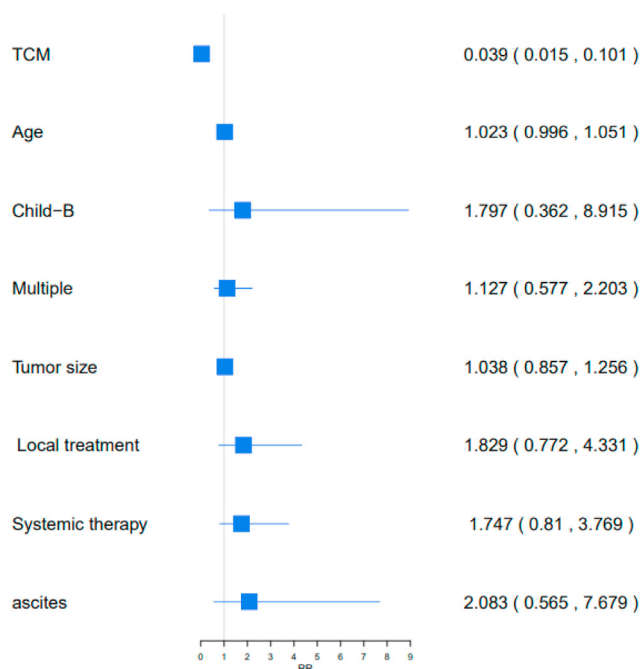 TCM 0.039 ( 0.015 , 0.101 )
Age 1.023 ( 0.996 , 1.051 )
Child−B 1.797 ( 0.362 , 8.915 )
Multiple 1.127 ( 0.577 , 2.203 )
Tumor size 1.038 ( 0.857 , 1.256 )
Local treatment 1.829 ( 0.772 , 4.331 )
Systemic therapy 1.747 ( 0.81 , 3.769 )
ascites 2.083 ( 0.565 , 7.679 )
0 1 2 3 4 5 6 7 8 9